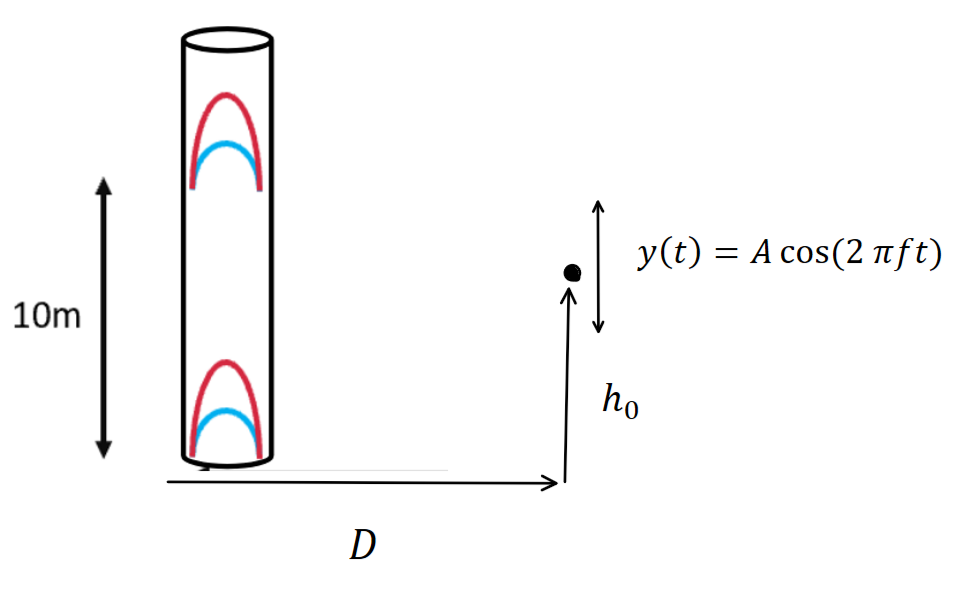 y(t) = A cos(2 πft)
10m
h₀
D